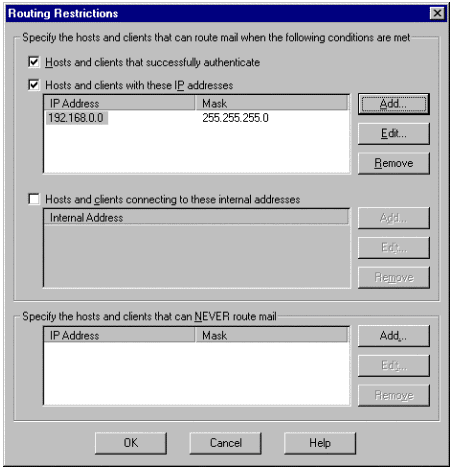 Routing Restrictions
Specify the hosts and clients that can route mail when the following conditions are met
Hosts and clients that successfully authenticate
Hosts and clients with these IP addresses
IP Address Mask
192.168.0.0 255.255.255.0
Add...
Edit...
Remove
Hosts and clients connecting to these internal addresses
Internal Address
Add...
Edit...
Remove
Specify the hosts and clients that can NEVER route mail
IP Address Mask
Add...
Edit...
Remove
OK Cancel Help